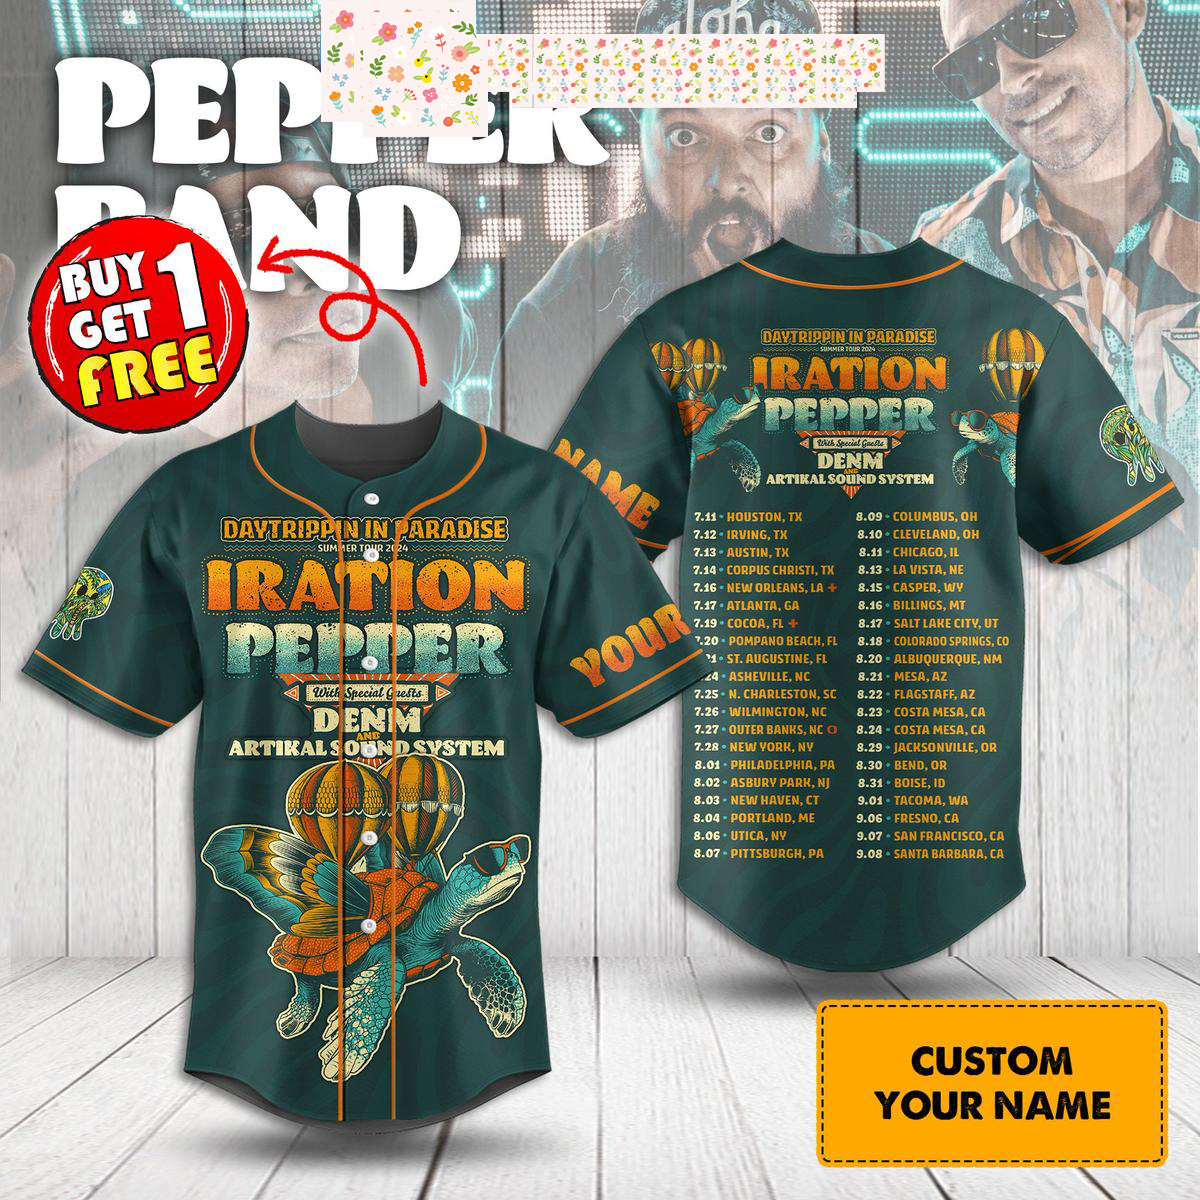 aloha
PEPPER
BAND
BUY 1
GET
FREE
DAYTRIPPIN IN PARADISE
SUMMER TOUR 2024
IRATION
PEPPER
With Special Guests
DENM
AND
ARTIKAL SOUND SYSTEM
YOUR
NAME
DAYTRIPPIN IN PARADISE
SUMMER TOUR 2024
IRATION
PEPPER
With Special Guests
DENM
AND
ARTIKAL SOUND SYSTEM
7.11 • HOUSTON, TX
7.12 • IRVING, TX
7.13 • AUSTIN, TX
7.14 • CORPUS CHRISTI, TX
7.16 • NEW ORLEANS, LA +
7.17 • ATLANTA, GA
7.19 • COCOA, FL +
7.20 • POMPANO BEACH, FL
21 • ST. AUGUSTINE, FL
24 • ASHEVILLE, NC
7.25 • N. CHARLESTON, SC
7.26 • WILMINGTON, NC
7.27 • OUTER BANKS, NC O
7.28 • NEW YORK, NY
8.01 • PHILADELPHIA, PA
8.02 • ASBURY PARK, NJ
8.03 • NEW HAVEN, CT
8.04 • PORTLAND, ME
8.06 • UTICA, NY
8.07 • PITTSBURGH, PA
8.09 • COLUMBUS, OH
8.10 • CLEVELAND, OH
8.11 • CHICAGO, IL
8.13 • LA VISTA, NE
8.15 • CASPER, WY
8.16 • BILLINGS, MT
8.17 • SALT LAKE CITY, UT
8.18 • COLORADO SPRINGS, CO
8.20 • ALBUQUERQUE, NM
8.21 • MESA, AZ
8.22 • FLAGSTAFF, AZ
8.23 • COSTA MESA, CA
8.24 • COSTA MESA, CA
8.29 • JACKSONVILLE, OR
8.30 • BEND, OR
8.31 • BOISE, ID
9.01 • TACOMA, WA
9.06 • FRESNO, CA
9.07 • SAN FRANCISCO, CA
9.08 • SANTA BARBARA, CA
CUSTOM
YOUR NAME